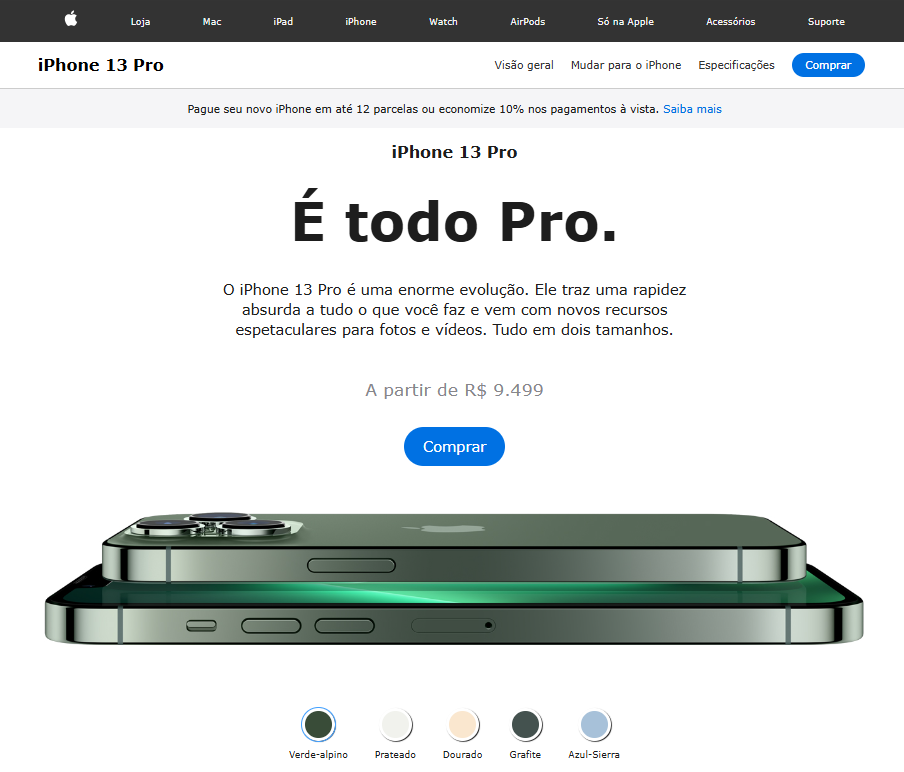 Loja Mac iPad iPhone Watch AirPods Só na Apple Acessórios Suporte
iPhone 13 Pro Visão geral Mudar para o iPhone Especificações Comprar
Pague seu novo iPhone em até 12 parcelas ou economize 10% nos pagamentos à vista. Saiba mais
iPhone 13 Pro
É todo Pro.
O iPhone 13 Pro é uma enorme evolução. Ele traz uma rapidez
absurda a tudo o que você faz e vem com novos recursos
espetaculares para fotos e vídeos. Tudo em dois tamanhos.
A partir de R$ 9.499
Comprar
Verde-alpino Prateado Dourado Grafite Azul-Sierra